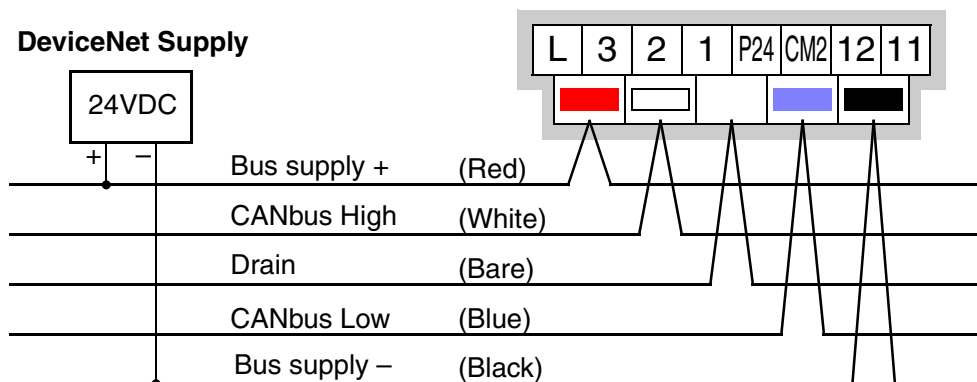 DeviceNet Supply
L 3 2 1 P24 CM2 12 11
24VDC
+ –
Bus supply + (Red)
CANbus High (White)
Drain (Bare)
CANbus Low (Blue)
Bus supply – (Black)